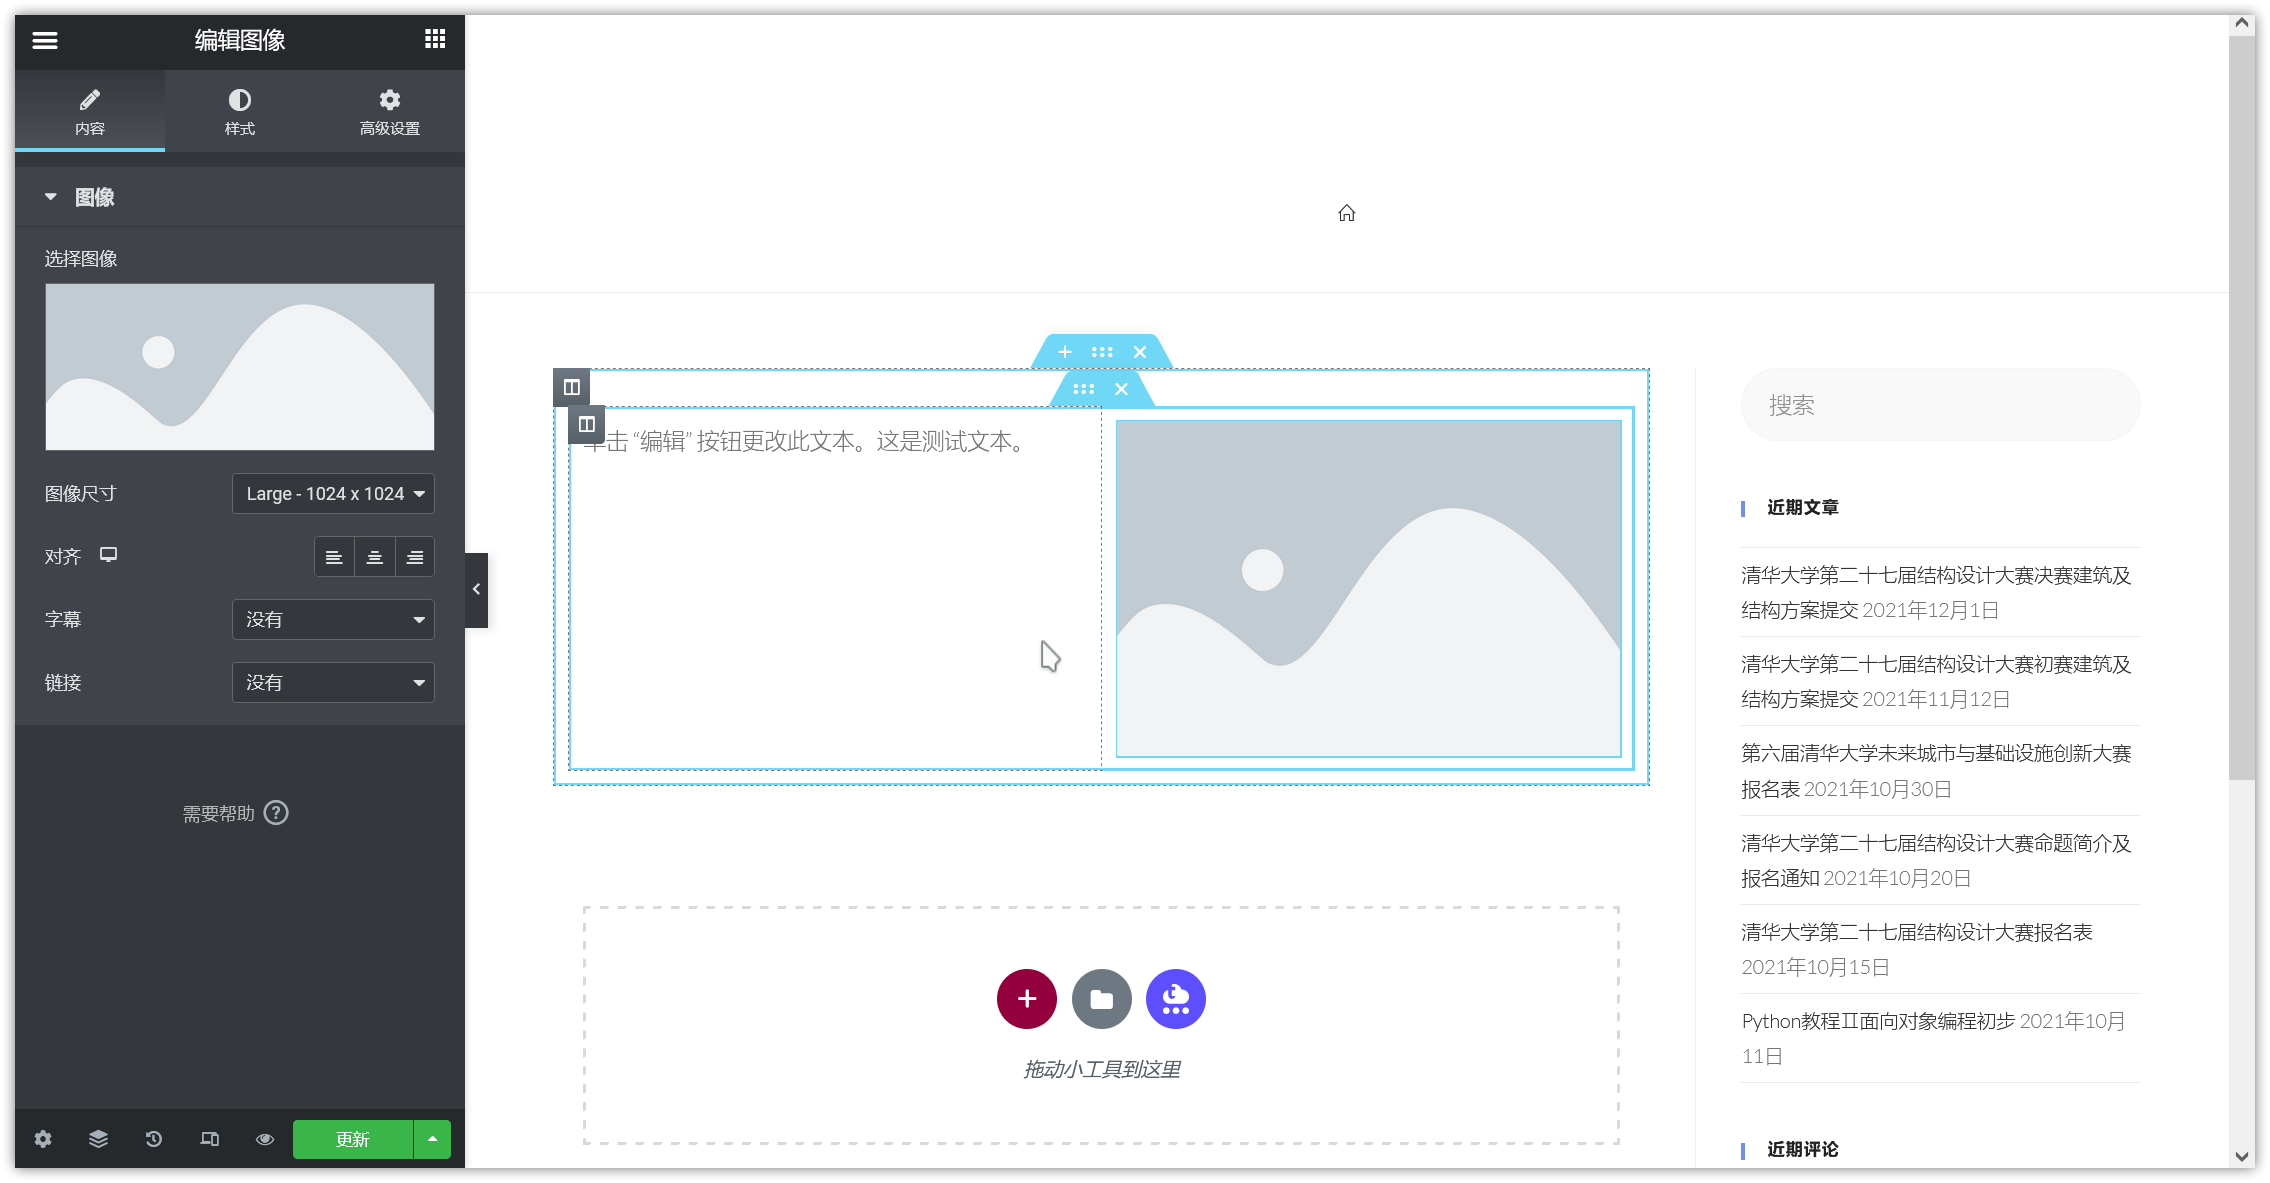 编辑图像
内容
样式
高级设置
图像
选择图像
图像尺寸
Large - 1024 x 1024
对齐
字幕
没有
链接
没有
需要帮助
更新
单击 “编辑” 按钮更改此文本。这是测试文本。
拖动小工具到这里
搜索
近期文章
清华大学第二十七届结构设计大赛决赛建筑及
结构方案提交 2021年12月1日
清华大学第二十七届结构设计大赛初赛建筑及
结构方案提交 2021年11月12日
第六届清华大学未来城市与基础设施创新大赛
报名表 2021年10月30日
清华大学第二十七届结构设计大赛命题简介及
报名通知 2021年10月20日
清华大学第二十七届结构设计大赛报名表
2021年10月15日
Python教程Ⅱ面向对象编程初步 2021年10月
11日
近期评论